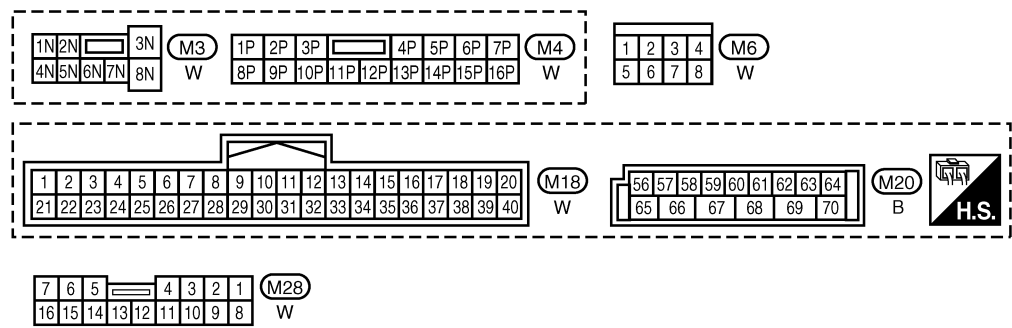 1N 2N 3N M3
4N 5N 6N 7N 8N W
1P 2P 3P 4P 5P 6P 7P M4
8P 9P 10P 11P 12P 13P 14P 15P 16P W
1 2 3 4 M6
5 6 7 8 W
1 2 3 4 5 6 7 8 9 10 11 12 13 14 15 16 17 18 19 20 M18
21 22 23 24 25 26 27 28 29 30 31 32 33 34 35 36 37 38 39 40 W
56 57 58 59 60 61 62 63 64 M20
65 66 67 68 69 70 B
H.S.
7 6 5 4 3 2 1 M28
16 15 14 13 12 11 10 9 8 W